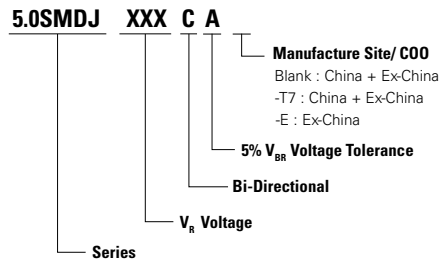 5.0SMDJ XXX C A
Manufacture Site/ COO
Blank : China + Ex-China
-T7 : China + Ex-China
-E : Ex-China
5% VBR Voltage Tolerance
Bi-Directional
VR Voltage
Series